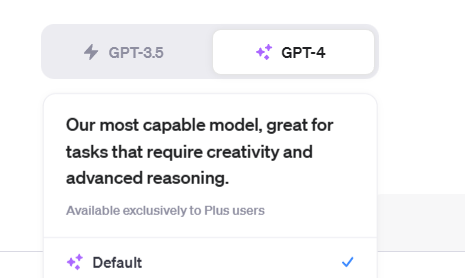 GPT-3.5
GPT-4
Our most capable model, great for
tasks that require creativity and
advanced reasoning.
Available exclusively to Plus users
Default